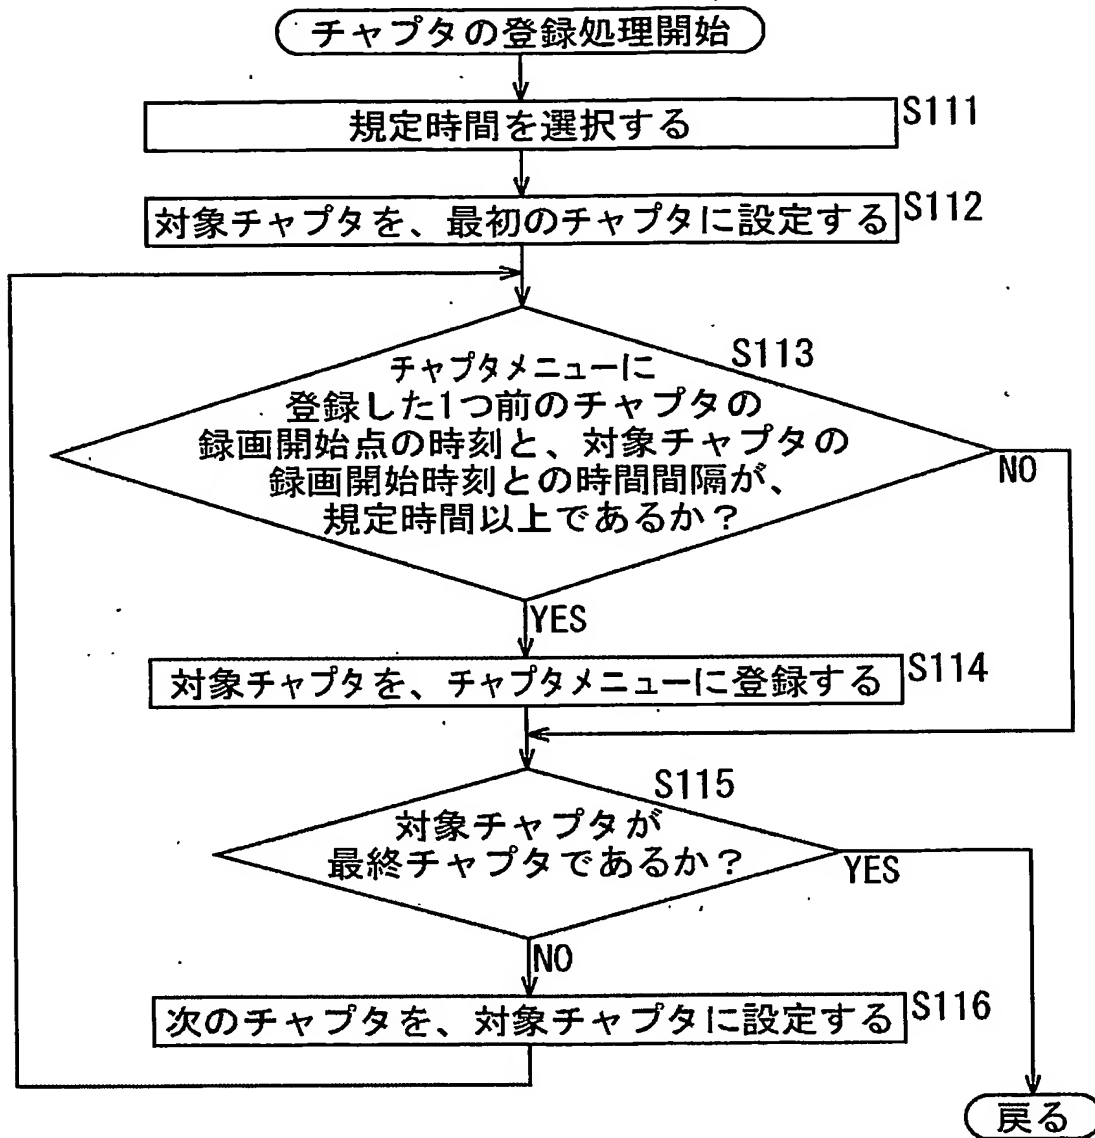 チャプタの登録処理開始
規定時間を選択する
S111
対象チャプタを、最初のチャプタに設定する
S112
S113
チャプタメニューに
登録した1つ前のチャプタの
録画開始点の時刻と、対象チャプタの
録画開始時刻との時間間隔が、
規定時間以上であるか？
NO
YES
対象チャプタを、チャプタメニューに登録する
S114
S115
対象チャプタが
最終チャプタであるか？
YES
NO
次のチャプタを、対象チャプタに設定する
S116
戻る